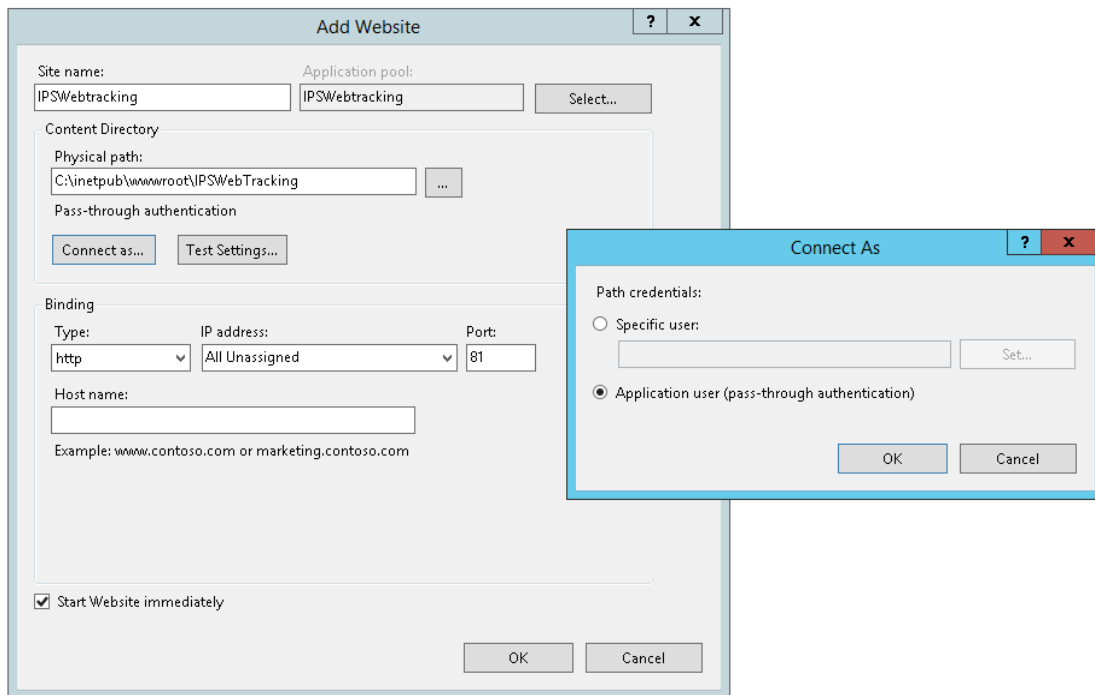 Add Website
? x
Site name:
Application pool:
IPSWebtracking
IPSWebtracking
Select...
Content Directory
Physical path:
C:\inetpub\wwwroot\IPSWebTracking
...
Pass-through authentication
Connect as...
Test Settings...
Binding
Type:
IP address:
Port:
http
All Unassigned
81
Host name:
Example: www.contoso.com or marketing.contoso.com
Start Website immediately
OK
Cancel
Connect As
? x
Path credentials:
Specific user:
Set...
Application user (pass-through authentication)
OK
Cancel